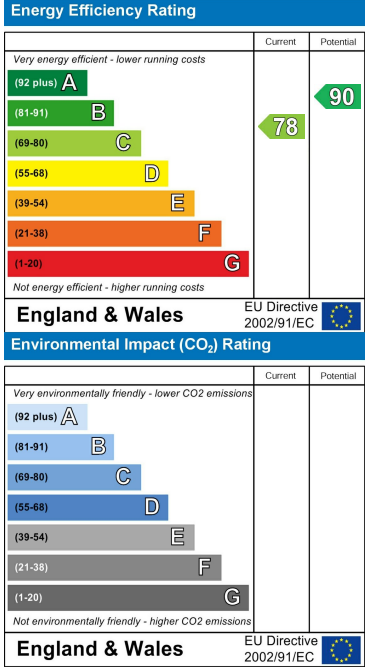 Energy Efficiency Rating
Current Potential
Very energy efficient - lower running costs
(92 plus) A
(81-91) B
(69-80) C
(55-68) D
(39-54) E
(21-38) F
(1-20) G
78
90
Not energy efficient - higher running costs
England & Wales
EU Directive
2002/91/EC
Environmental Impact (CO₂) Rating
Current Potential
Very environmentally friendly - lower CO2 emissions
(92 plus) A
(81-91) B
(69-80) C
(55-68) D
(39-54) E
(21-38) F
(1-20) G
Not environmentally friendly - higher CO2 emissions
England & Wales
EU Directive
2002/91/EC